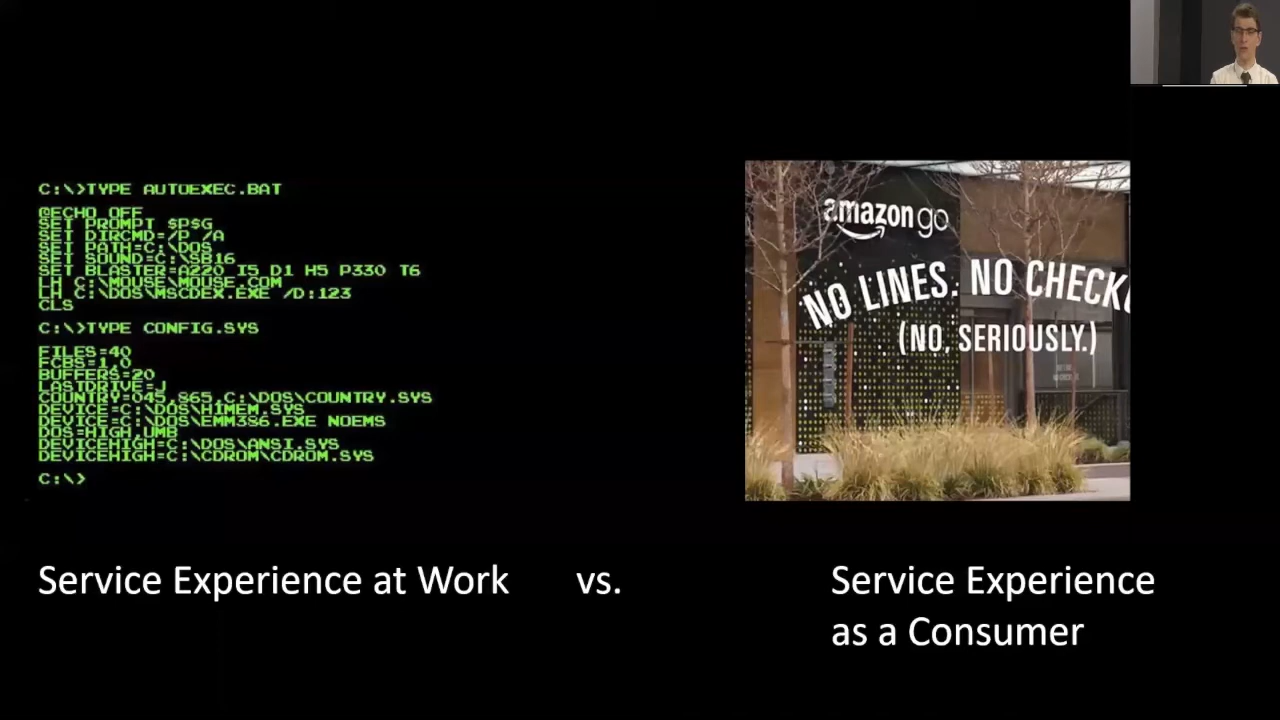 C:\>TYPE AUTOEXEC.BAT
@ECHO OFF
SET PROMPT $P$G
SET DIRCMD=/P /A
SET PATH=C:\DOS
SET SOUND=C:\SB16
SET BLASTER=A220 I5 D1 H5 P330 T6
LH C:\MOUSE\MOUSE.COM
LH C:\DOS\MSCDEX.EXE /D:123
CLS
C:\>TYPE CONFIG.SYS
FILES=40
FCBS=1,0
BUFFERS=20
LASTDRIVE=J
COUNTRY=045,865,C:\DOS\COUNTRY.SYS
DEVICE=C:\DOS\HIMEM.SYS
DEVICE=C:\DOS\EMM386.EXE NOEMS
DOS=HIGH,UMB
DEVICEHIGH=C:\DOS\ANSI.SYS
DEVICEHIGH=C:\CDROM\CDROM.SYS
C:\>
amazon go
NO LINES. NO CHECK
(NO, SERIOUSLY.)
Service Experience at Work vs.
Service Experience
as a Consumer